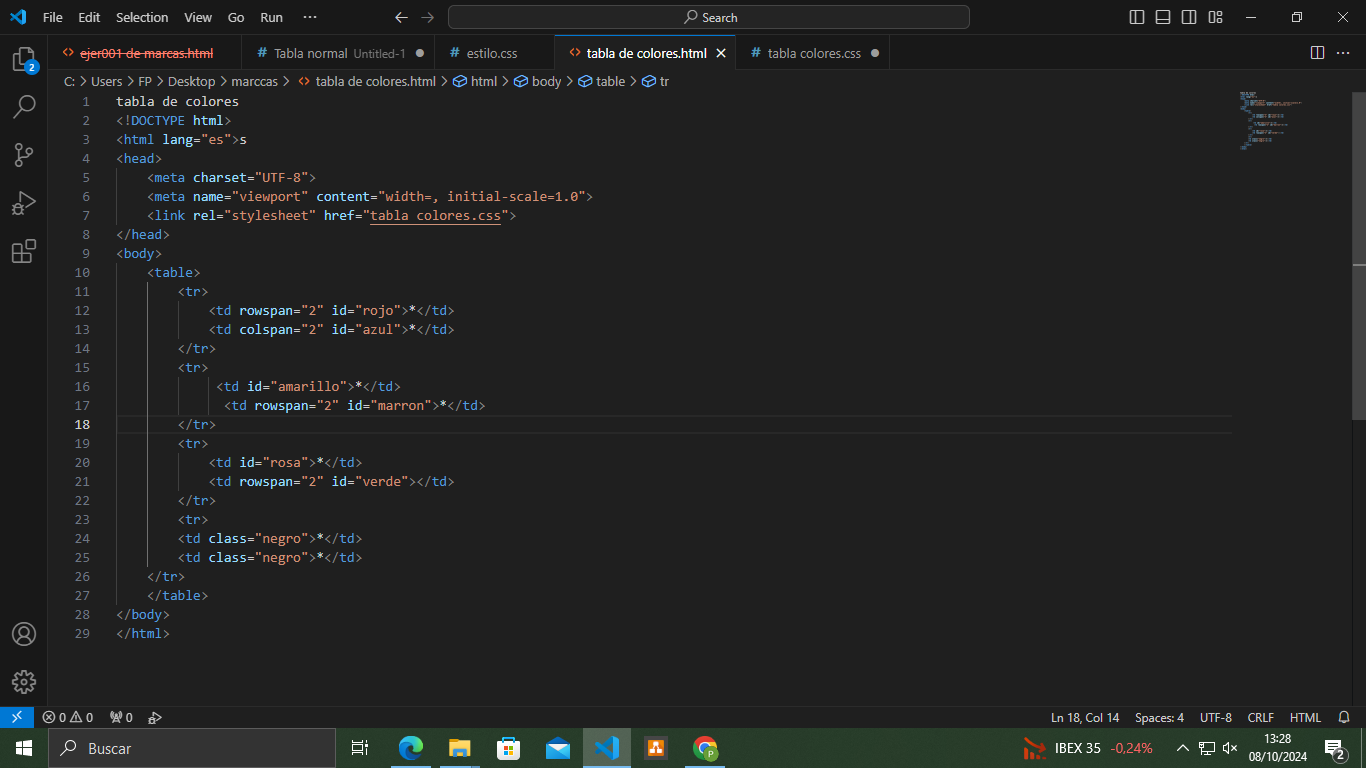 File Edit Selection View Go Run ··· Search
ejer001 de marcas.html Tabla normal Untitled-1 estilo.css tabla de colores.html tabla colores.css
C: > Users > FP > Desktop > marccas > tabla de colores.html > html > body > table > tr
2
1 tabla de colores
2 <!DOCTYPE html>
3 <html lang="es">s
4 <head>
5 <meta charset="UTF-8">
6 <meta name="viewport" content="width=, initial-scale=1.0">
7 <link rel="stylesheet" href="tabla colores.css">
8 </head>
9 <body>
10 <table>
11 <tr>
12 <td rowspan="2" id="rojo">*</td>
13 <td colspan="2" id="azul">*</td>
14 </tr>
15 <tr>
16 <td id="amarillo">*</td>
17 <td rowspan="2" id="marron">*</td>
18 </tr>
19 <tr>
20 <td id="rosa">*</td>
21 <td rowspan="2" id="verde"></td>
22 </tr>
23 <tr>
24 <td class="negro">*</td>
25 <td class="negro">*</td>
26 </tr>
27 </table>
28 </body>
29 </html>
0 0 0 Ln 18, Col 14 Spaces: 4 UTF-8 CRLF HTML
Buscar IBEX 35 -0,24% 13:28
08/10/2024 2